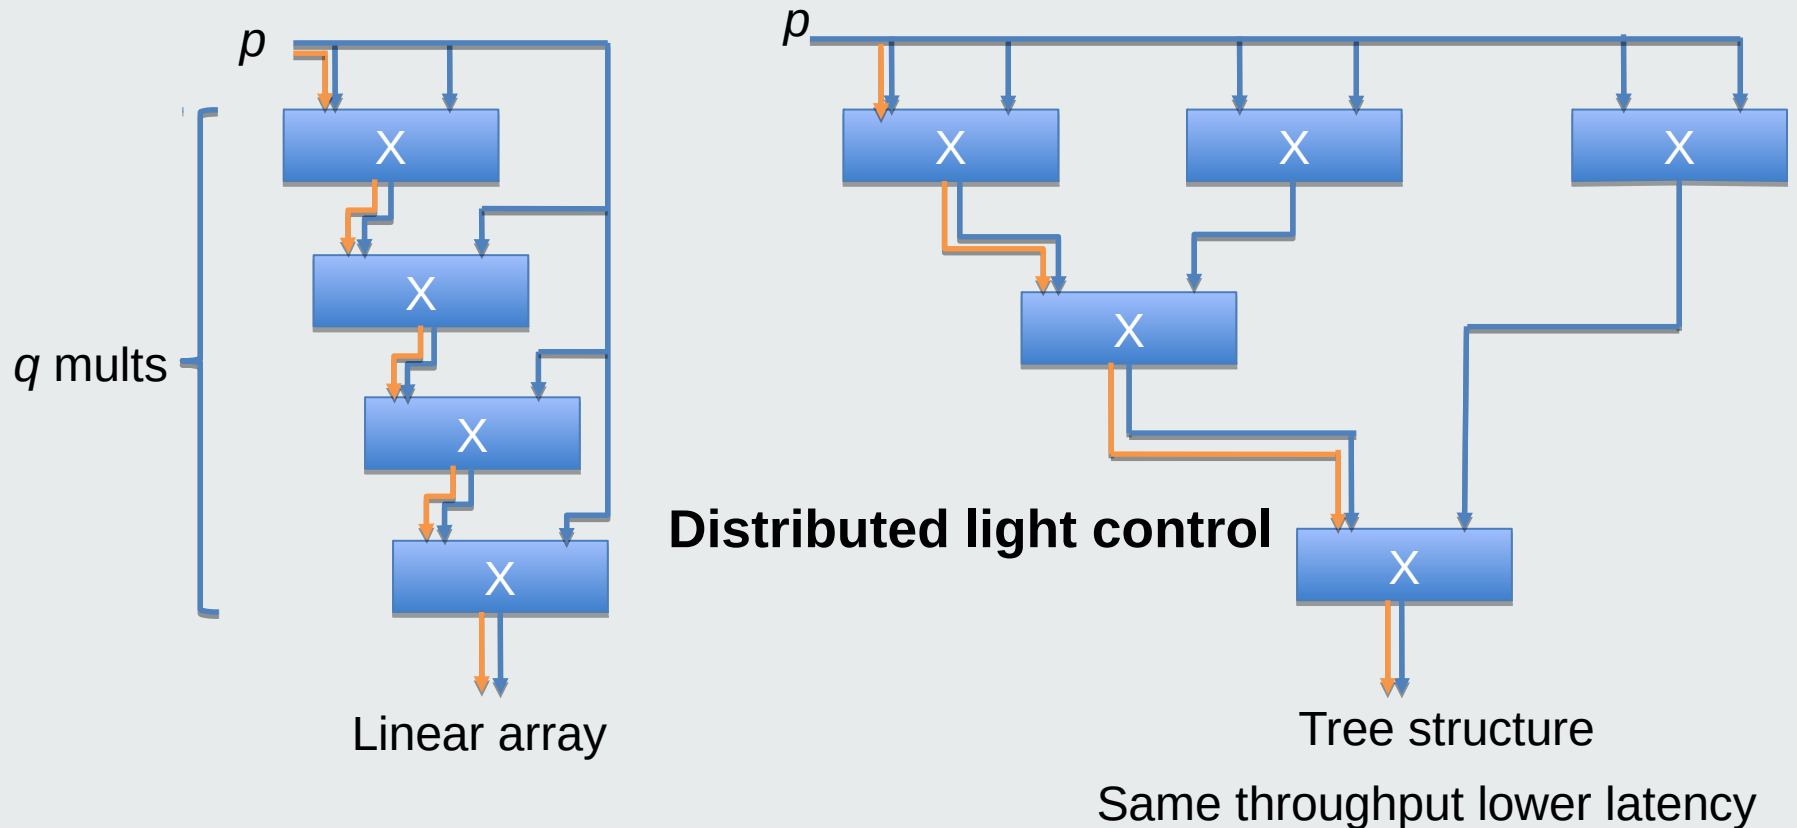 p
X
X
X
X
q mults
Linear array
Distributed light control
p
X
X
X
X
X
Tree structure
Same throughput lower latency